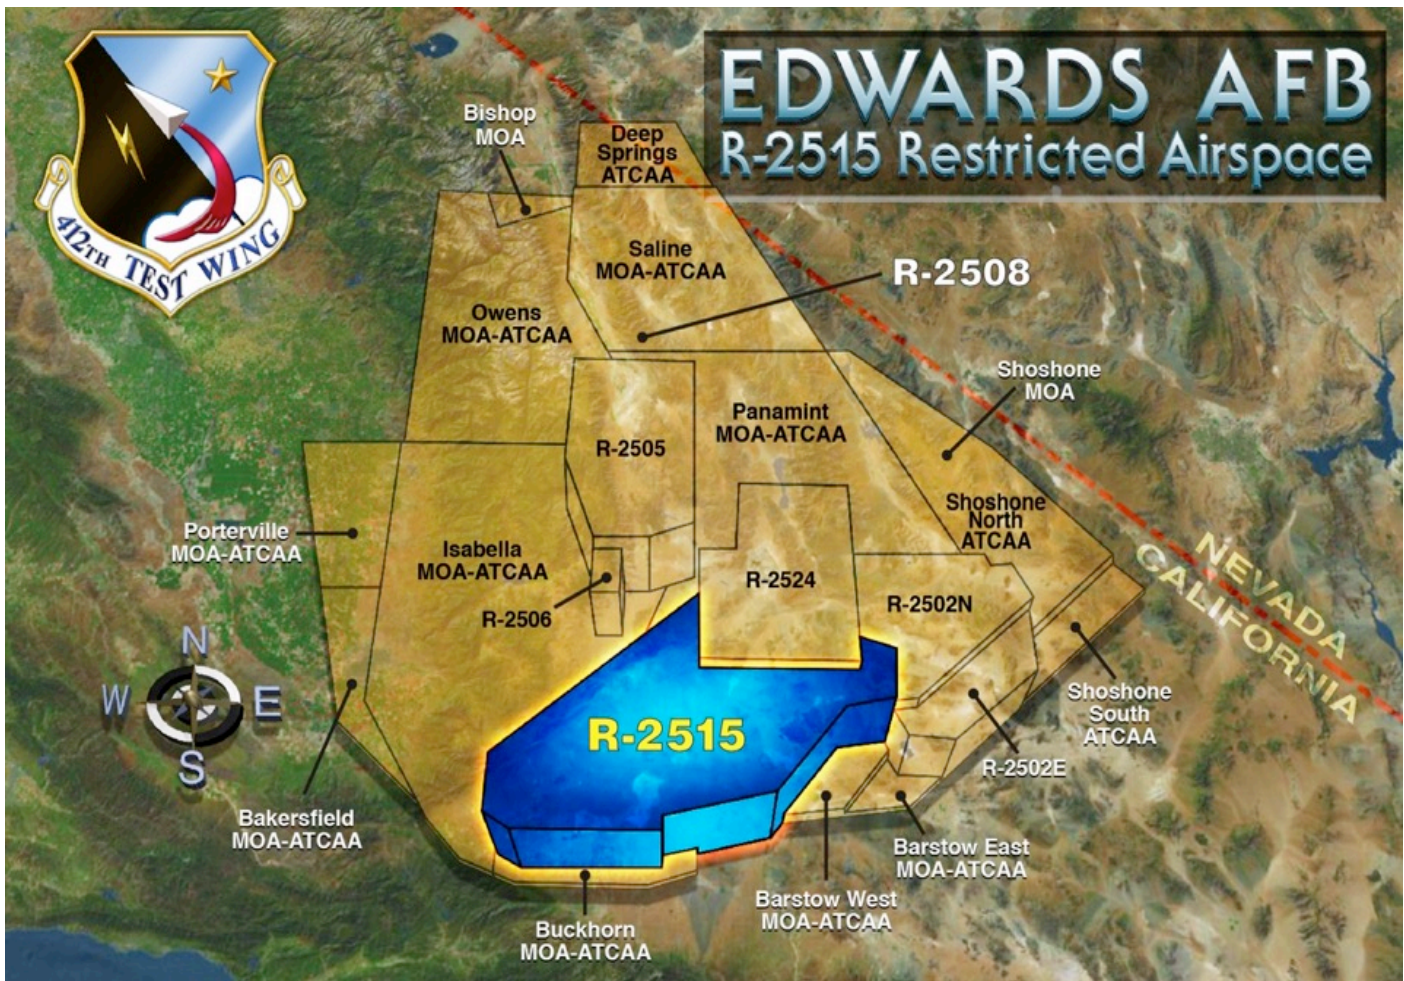 EDWARDS AFB
R-2515 Restricted Airspace
412TH TEST WING
Bishop
MOA
Deep
Springs
ATCAA
Saline
MOA-ATCAA
R-2508
Owens
MOA-ATCAA
Shoshone
MOA
Panamint
MOA-ATCAA
R-2505
Shoshone
North
ATCAA
Porterville
MOA-ATCAA
Isabella
MOA-ATCAA
R-2524
R-2506
R-2502N
NEVADA
CALIFORNIA
N
W
E
S
R-2515
Shoshone
South
ATCAA
R-2502E
Bakersfield
MOA-ATCAA
Barstow East
MOA-ATCAA
Barstow West
MOA-ATCAA
Buckhorn
MOA-ATCAA